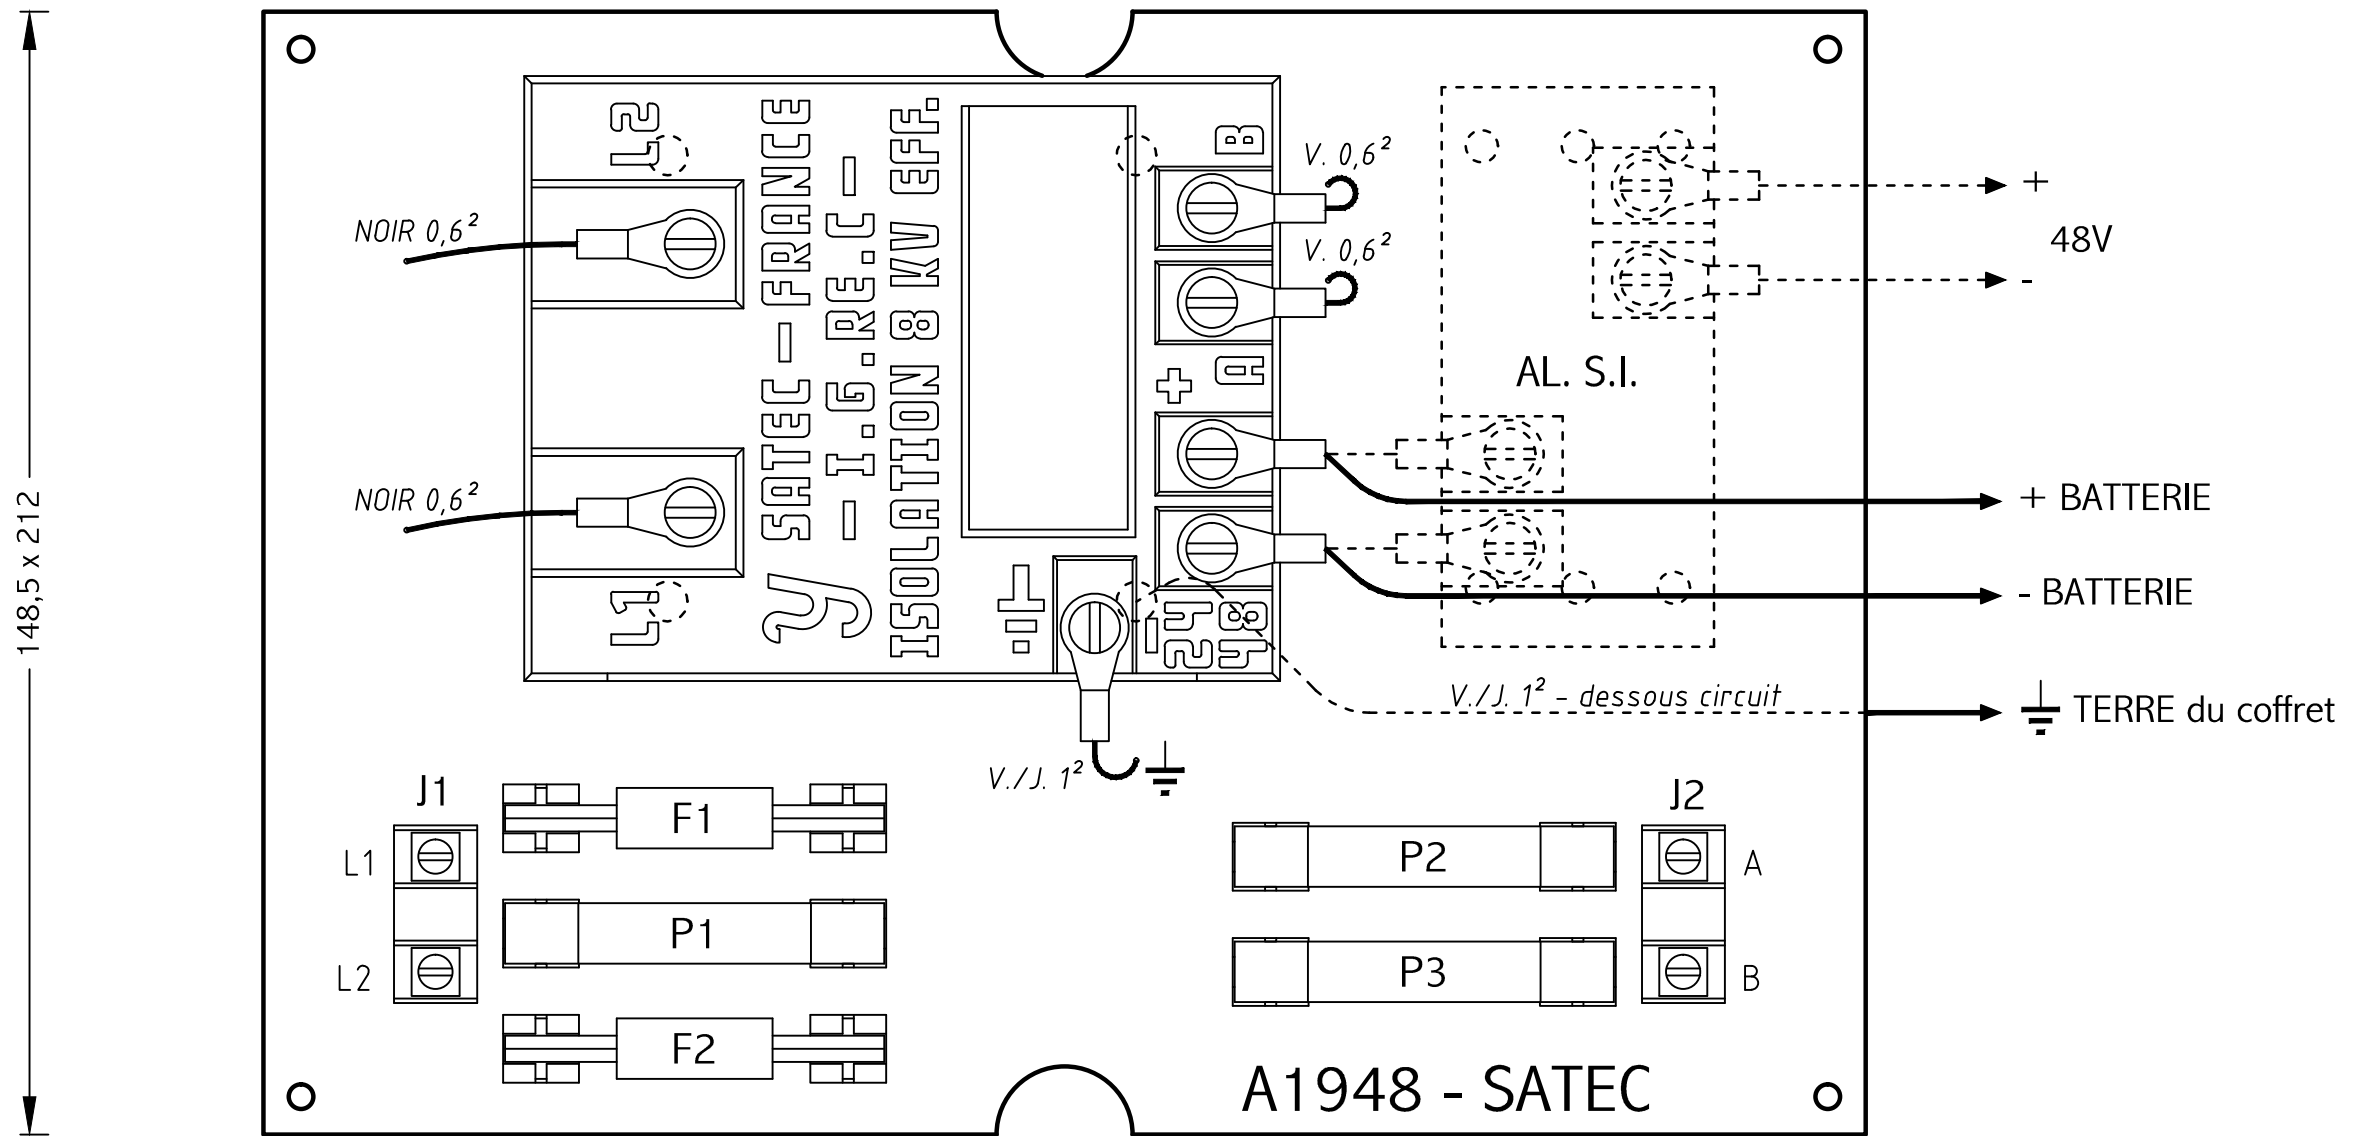 148,5 x 212
L2
L1
NOIR 0,6²
NOIR 0,6²
SATEC - FRANCE
- I.G.RE.C -
ISOLATION 8 KV EFF.
B
A
+
-
24
48
V. 0,6²
V. 0,6²
AL. S.I.
+
48V
-
+ BATTERIE
- BATTERIE
V./J. 1² - dessous circuit
TERRE du coffret
V./J. 1²
J1
L1
L2
F1
P1
F2
P2
P3
J2
A
B
A1948 - SATEC